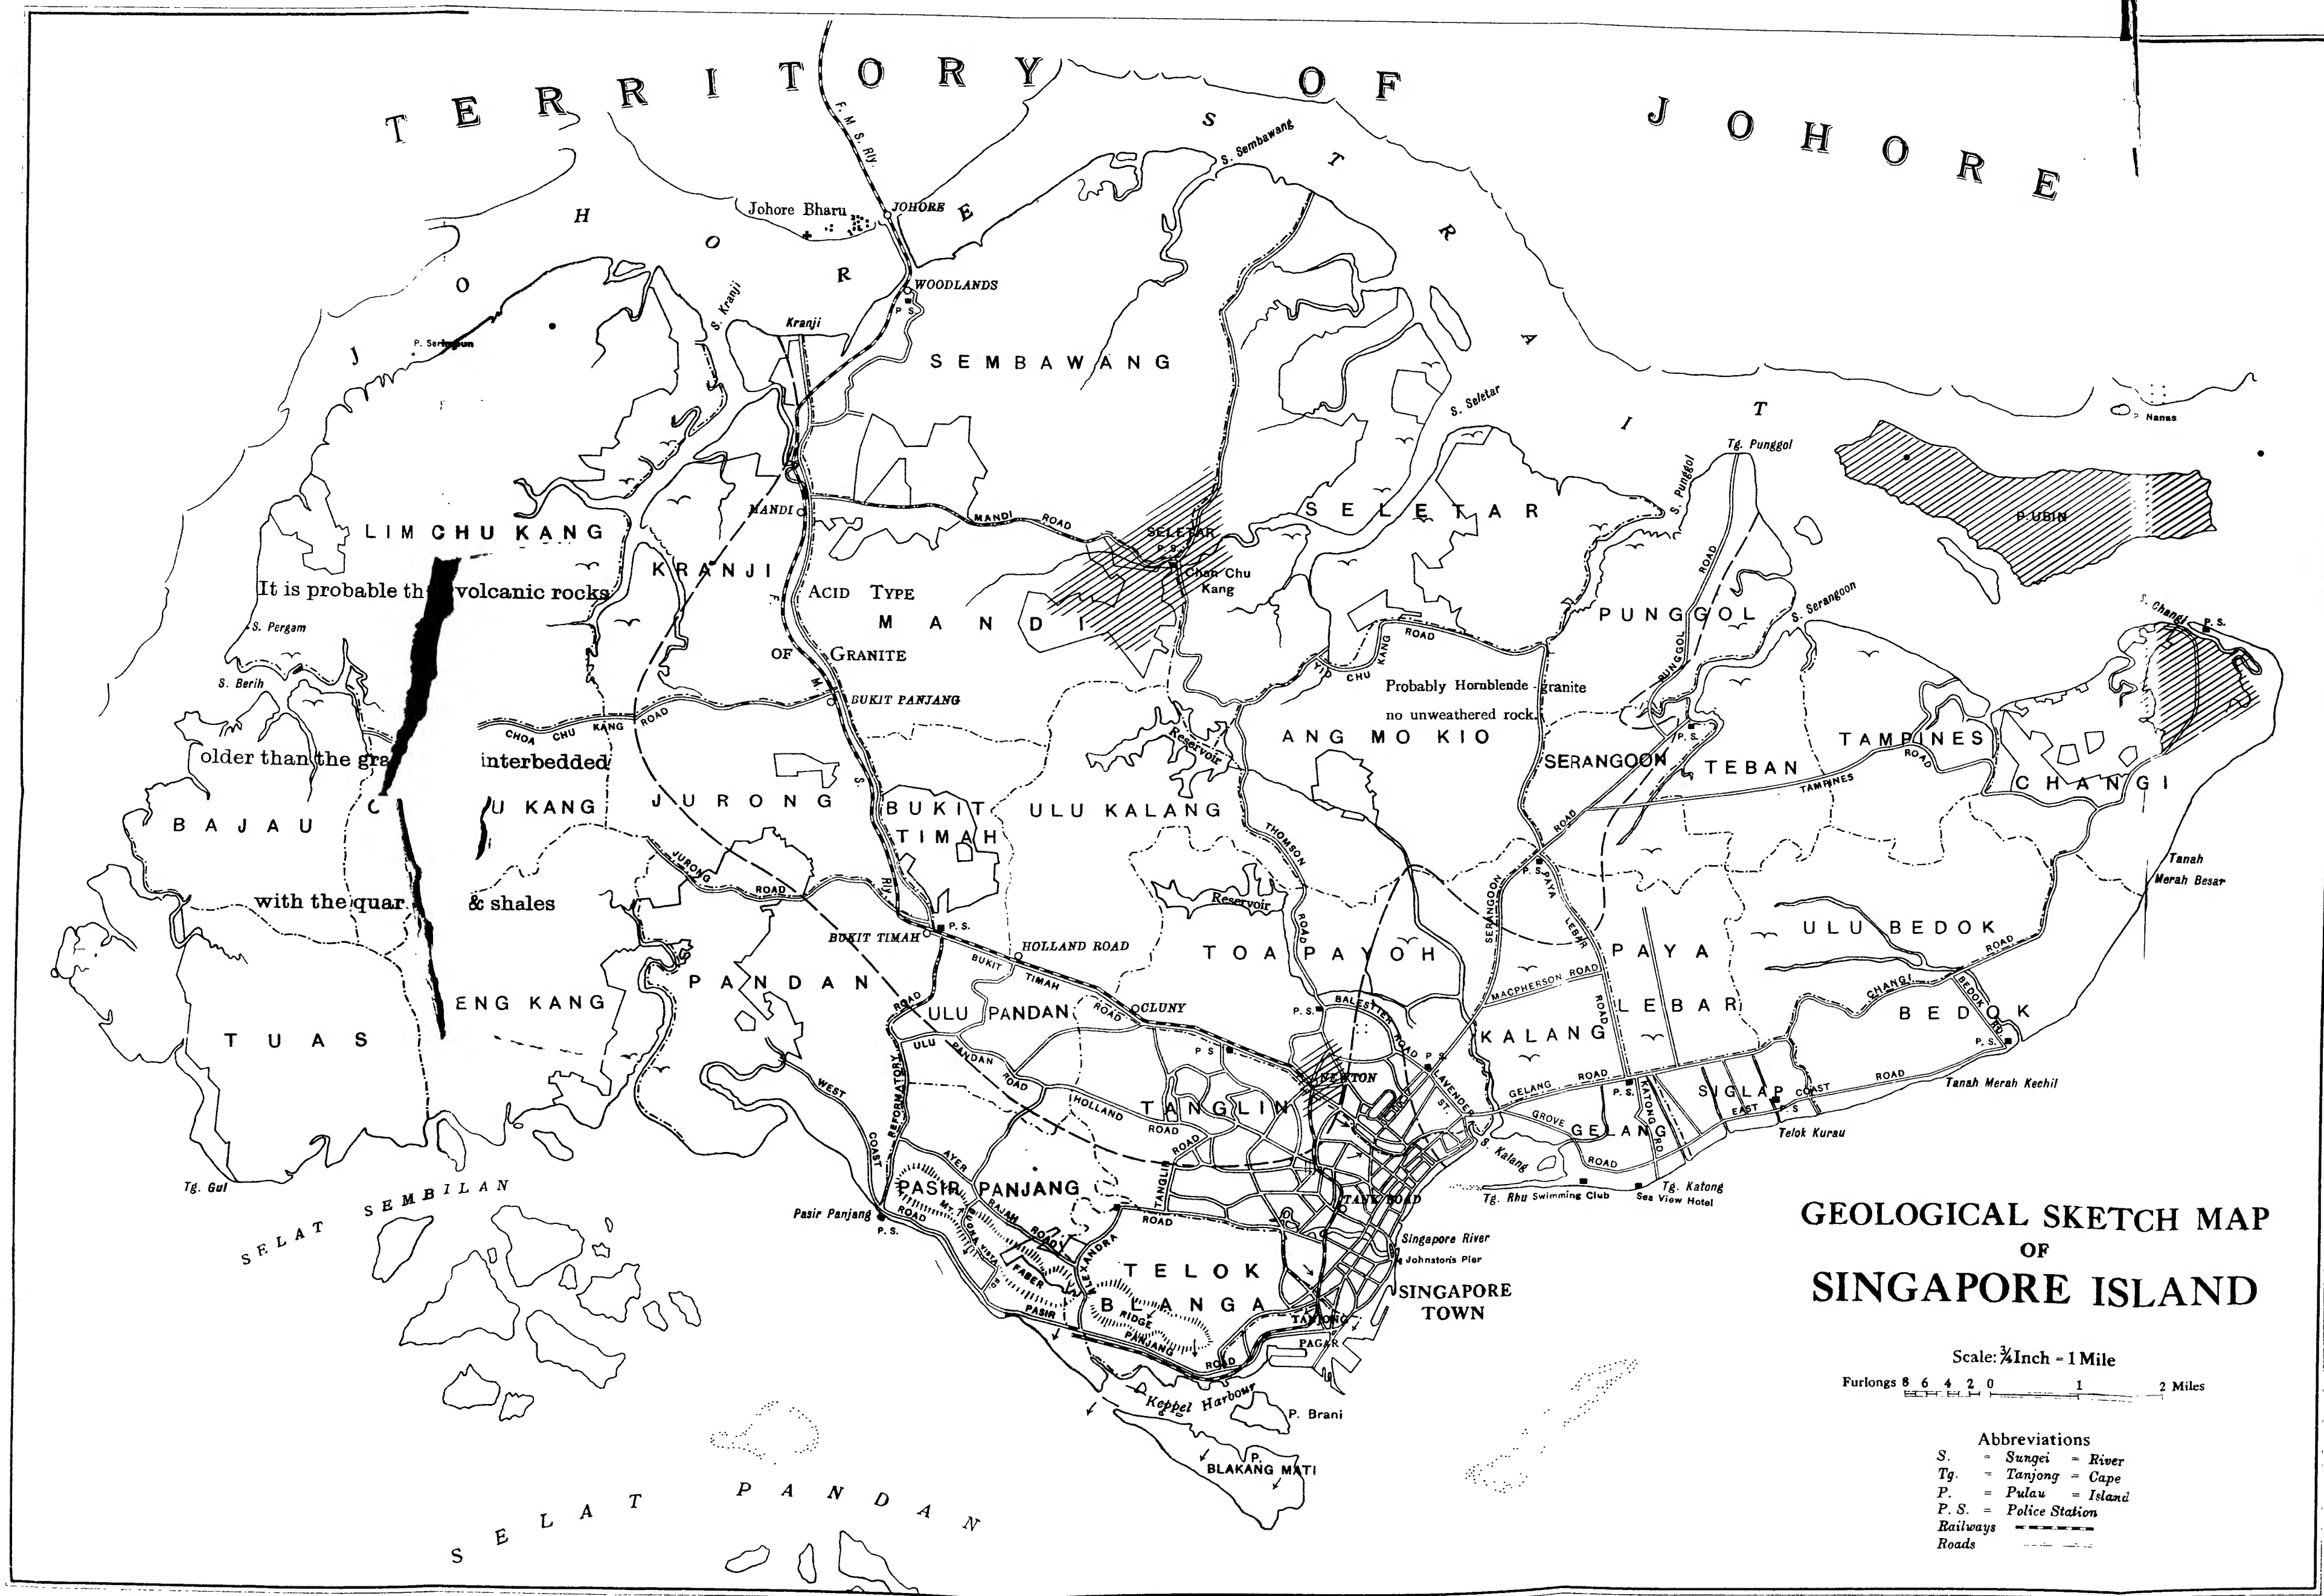 TERRITORY OF JOHORE
JOHORE STRAIT
F. M. S. Rly.
S. Sembawang
Johore Bharu
JOHORE
WOODLANDS
P. S.
S. Kranji
Kranji
SEMBAWANG
S. Seletar
P. Nanas
Tg. Punggol
S. Punggol
P. UBIN
MANDI
MANDI ROAD
SELETAR
P. S.
SELETAR
LIM CHU KANG
KRANJI
Chan Chu
Kang
It is probable th
volcanic rocks
ACID TYPE
MANDI
OF GRANITE
PUNGGOL
PUNGGOL ROAD
S. Serangoon
S. Changi
P. S.
S. Pergam
S. Berih
YIO CHU KANG ROAD
Probably Hornblende-granite
no unweathered rock.
BUKIT PANJANG
CHOA CHU KANG ROAD
Reservoir
ANG MO KIO
SERANGOON
P. S.
TEBAN
TAMPINES
TAMPINES ROAD
CHANGI
older than the gra
interbedded
BAJAU
C
U KANG
JURONG
BUKIT
TIMAH
ULU KALANG
THOMSON ROAD
JURONG ROAD
Rly.
P. S.
PAYA LEBAR ROAD
SERANGOON ROAD
Tanah
Merah Besar
with the quar
& shales
Reservoir
ULU BEDOK
BUKIT TIMAH
P. S.
HOLLAND ROAD
BUKIT TIMAH ROAD
TOA PAYOH
PAYA
LEBAR
MACPHERSON ROAD
CHANGI ROAD
BEDOK RD.
BEDOK
P. S.
PANDAN
ENG KANG
TUAS
ULU PANDAN
CLUNY
P. S.
BALESTIER ROAD
KALANG
ULU PANDAN ROAD
REFORMATORY ROAD
P. S.
NEWTON
P. S.
LAVENDER ST.
GELANG ROAD
P. S.
KATONG RD
SIGLAP
EAST COAST ROAD
P. S.
Tanah Merah Kechil
WEST COAST ROAD
HOLLAND ROAD
TANGLIN
TANGLIN ROAD
GROVE ROAD
GELANG
Telok Kurau
S. Kalang
Tg. Gul
SELAT SEMBILAN
AYER RAJAH ROAD
PASIR PANJANG
TANK ROAD
Tg. Rhu
Swimming Club
Sea View Hotel
Tg. Katong
Pasir Panjang
P. S.
FABER
RIDGE
ALEXANDRA ROAD
TELOK
BLANGA
Singapore River
Johnston's Pier
SINGAPORE
TOWN
PASIR PANJANG ROAD
TANJONG
PAGAR
Keppel Harbour
P. Brani
P.
BLAKANG MATI
SELAT PANDAN
GEOLOGICAL SKETCH MAP
OF
SINGAPORE ISLAND
Scale: ¾ Inch = 1 Mile
Furlongs 8 6 4 2 0 1 2 Miles
Abbreviations
S. = Sungei = River
Tg. = Tanjong = Cape
P. = Pulau = Island
P. S. = Police Station
Railways
Roads